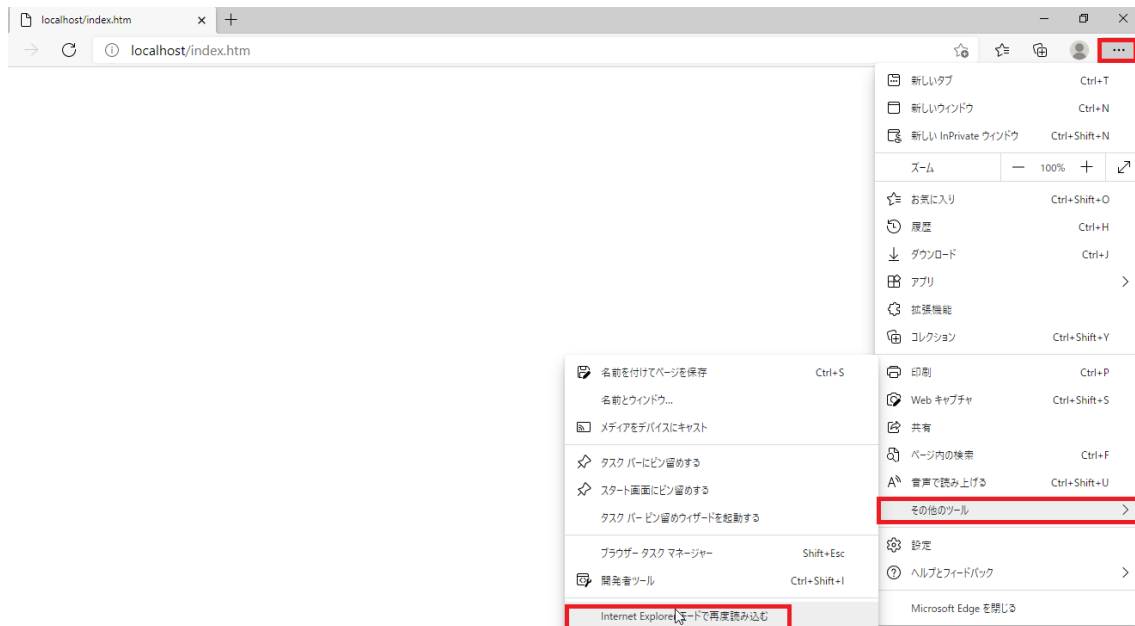 localhost/index.htm
localhost/index.htm
新しいタブ Ctrl+T
新しいウィンドウ Ctrl+N
新しい InPrivate ウィンドウ Ctrl+Shift+N
ズーム 100%
お気に入り Ctrl+Shift+O
履歴 Ctrl+H
ダウンロード Ctrl+J
アプリ
拡張機能
コレクション Ctrl+Shift+Y
印刷 Ctrl+P
Web キャプチャ Ctrl+Shift+S
共有
ページ内の検索 Ctrl+F
音声で読み上げる Ctrl+Shift+U
その他のツール
設定
ヘルプとフィードバック
Microsoft Edge を閉じる
名前を付けてページを保存 Ctrl+S
名前とウィンドウ...
メディアをデバイスにキャスト
タスク バーにピン留めする
スタート画面にピン留めする
タスク バー ピン留めウィザードを起動する
ブラウザー タスク マネージャー Shift+Esc
開発者ツール Ctrl+Shift+I
Internet Explorer モードで再度読み込む